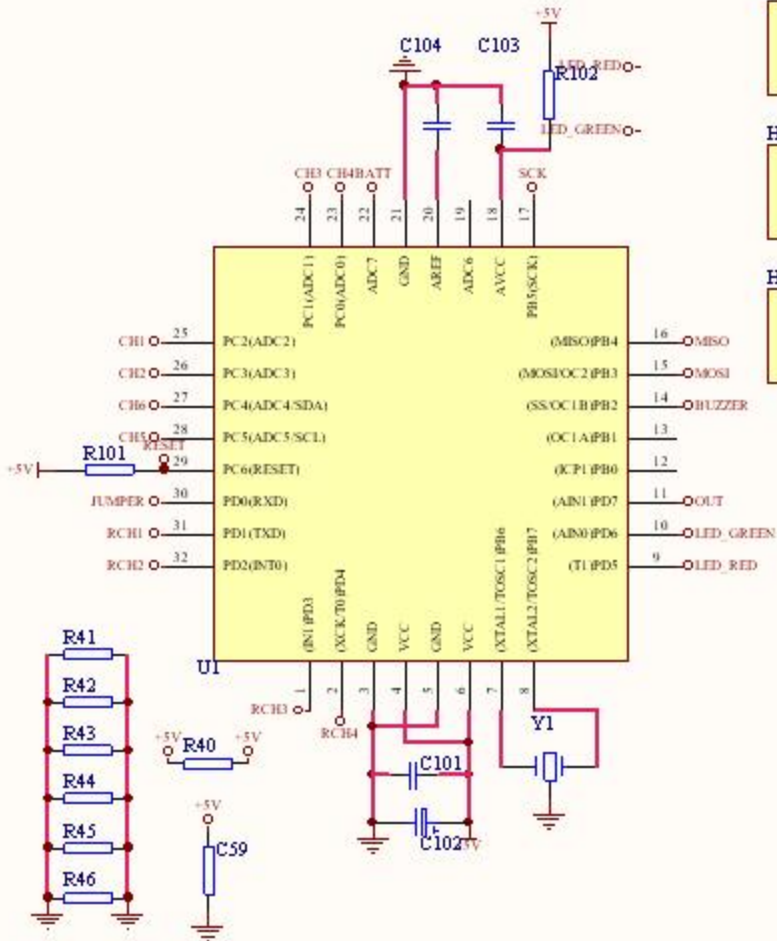 +5V
C104
C103
LED_RED
R102
LED_GREEN
CH3
CH4
BATT
SCK
24
23
22
21
20
19
18
17
PC1(ADC1)
PC0(ADC0)
ADC7
GND
AREF
ADC6
AVCC
PB5(SCK)
H
H
CH1 25 PC2(ADC2)
(MISO)PB4 16 MISO
CH2 26 PC3(ADC3)
(MOSI/OC2)PB3 15 MOSI
CH6 27 PC4(ADC4/SDA)
(SS/OC1B)PB2 14 BUZZER
CH5 28 PC5(ADC5/SCL)
(OC1A)PB1 13
RESET
+5V R101 29 PC6(RESET)
(ICP1)PB0 12
JUMPER 30 PD0(RXD)
(AIN1)PD7 11 OUT
RCH1 31 PD1(TXD)
(AIN0)PD6 10 LED_GREEN
RCH2 32 PD2(INT0)
(T1)PD5 9 LED_RED
(IN1)PD3
(XCK/T0)PD4
GND
VCC
GND
VCC
(XTAL1/TOSC1)PB6
(XTAL2/TOSC2)PB7
U1
1
2
3
4
5
6
7
8
RCH3
RCH4
Y1
C101
C102
5V
R41
R42
R43
R44
R45
R46
+5V R40 +5V
+5V
C59